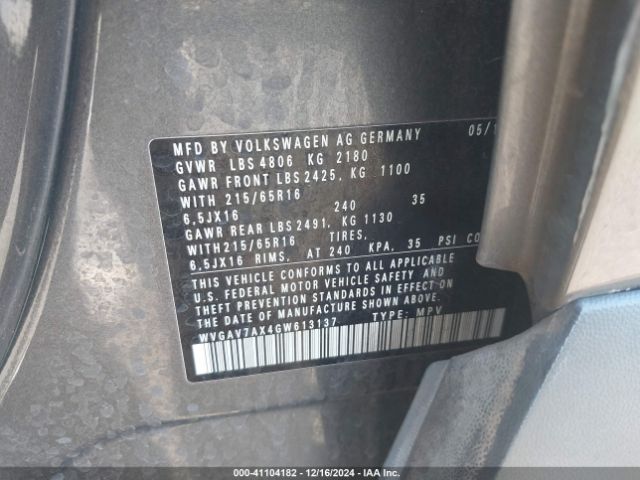 MFD BY VOLKSWAGEN AG GERMANY 05/1
GVWR LBS 4806 KG 2180
GAWR FRONT LBS 2425, KG 1100
WITH 215/65R16
6,5JX16 240 35
GAWR REAR LBS 2491, KG 1130
WITH 215/65R16 TIRES,
6,5JX16 RIMS, AT 240 KPA, 35 PSI CO
THIS VEHICLE CONFORMS TO ALL APPLICABLE
U.S. FEDERAL MOTOR VEHICLE SAFETY AND
THEFT PREVENTION STANDARDS IN EFFECT ON
THE DATE OF MANUFACTURE SHOWN ABOVE.
WVGAV7AX4GW613137 TYPE: MPV
000-41104182 - 12/16/2024 - IAA Inc.